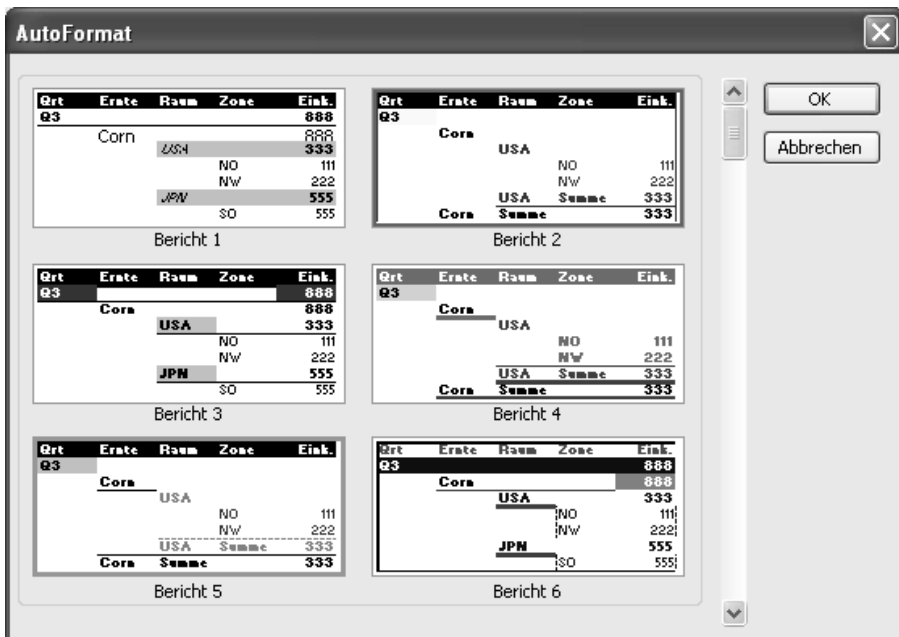 AutoFormat
OK
Abbrechen
Qrt Ernte Raum Zone Eink.
Q3 888
Corn 888
USA 333
NO 111
NW 222
JPN 555
SO 555
Bericht 1
Qrt Ernte Raum Zone Eink.
Q3
Corn
USA
NO 111
NW 222
USA Summe 333
Corn Summe 333
Bericht 2
Qrt Ernte Raum Zone Eink.
Q3 888
Corn 888
USA 333
NO 111
NW 222
JPN 555
SO 555
Bericht 3
Qrt Ernte Raum Zone Eink.
Q3
Corn
USA
NO 111
NW 222
USA Summe 333
Corn Summe 333
Bericht 4
Qrt Ernte Raum Zone Eink.
Q3
Corn
USA
NO 111
NW 222
USA Summe 333
Corn Summe 333
Bericht 5
Qrt Ernte Raum Zone Eink.
Q3 888
Corn 888
USA 333
NO 111
NW 222
JPN 555
SO 555
Bericht 6